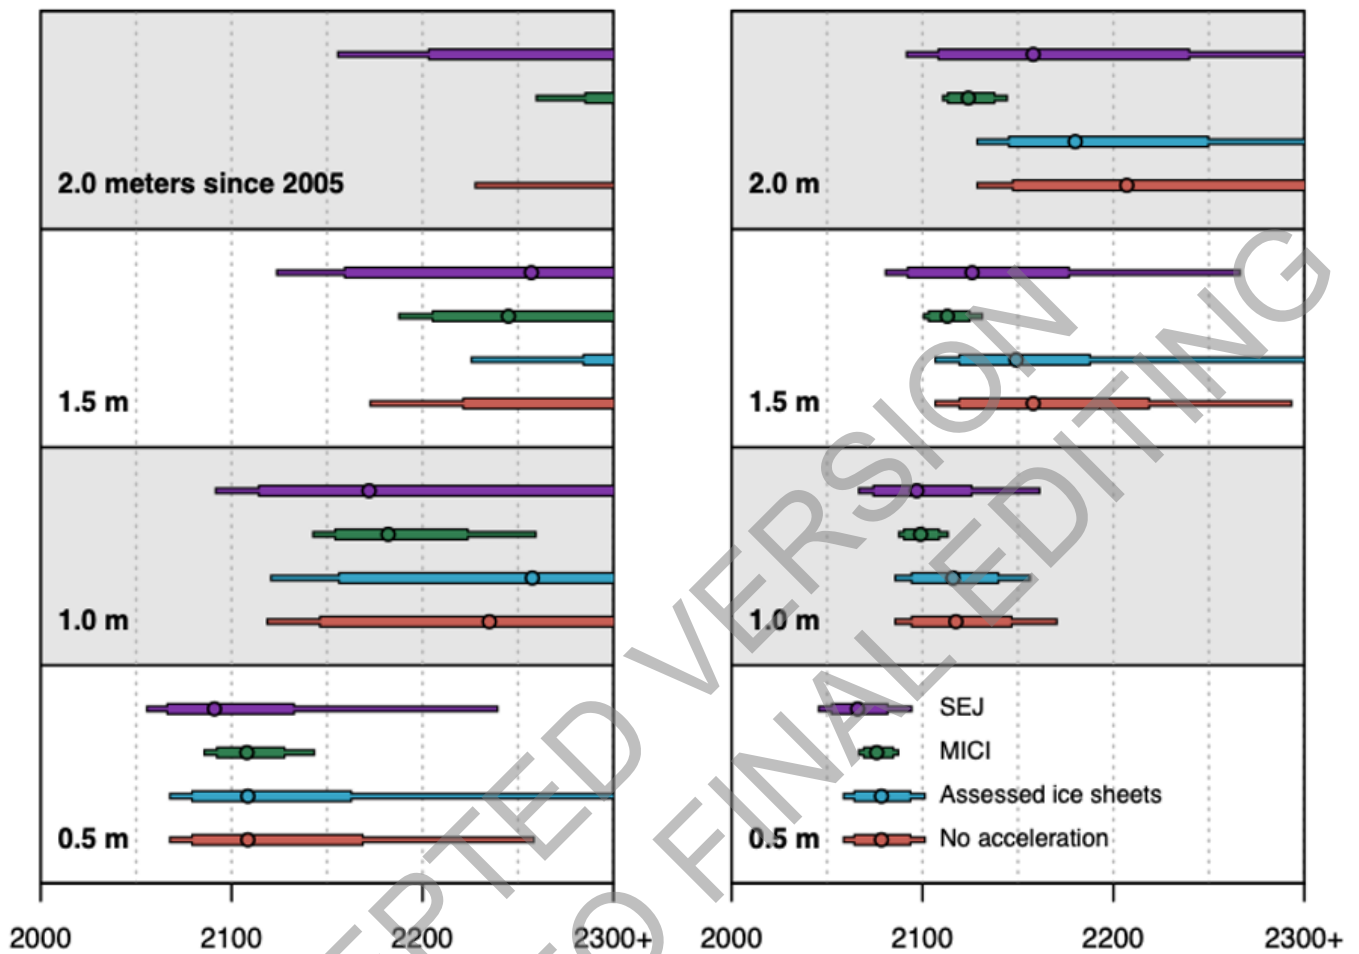 2.0 meters since 2005
1.5 m
1.0 m
0.5 m
2000 2100 2200 2300+
2.0 m
1.5 m
1.0 m
0.5 m
SEJ
MICI
Assessed ice sheets
No acceleration
2000 2100 2200 2300+
EPTED VERSION
TO FINAL EDITING